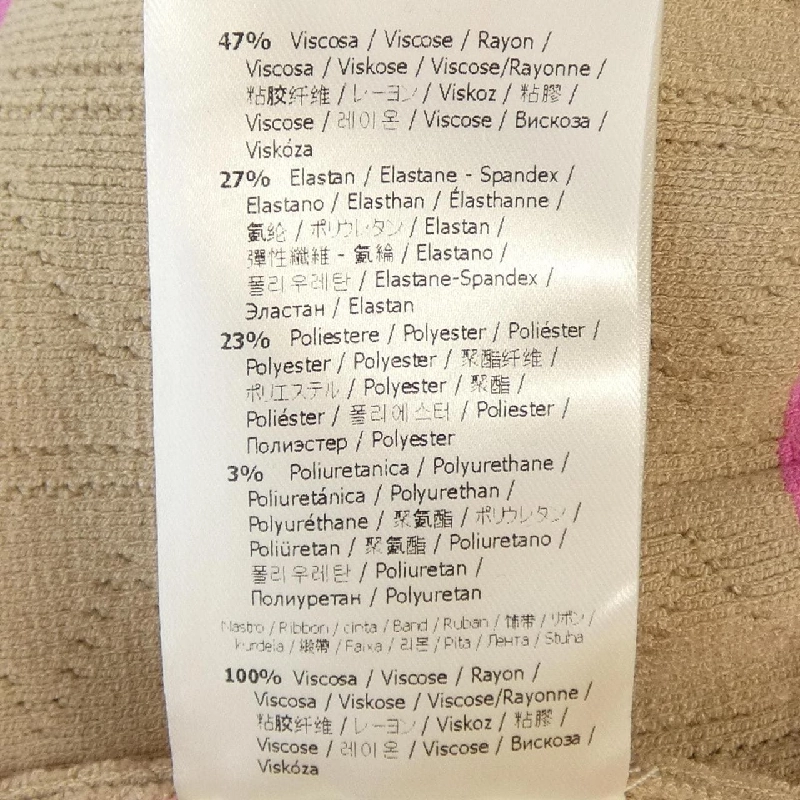 47% Viscosa / Viscose / Rayon /
Viscosa / Viskose / Viscose/Rayonne /
粘胶纤维 / レーヨン / Viskoz / 粘膠 /
Viscose / 레이온 / Viscose / Вискоза /
Viskóza
27% Elastan / Elastane - Spandex /
Elastano / Elasthan / Élasthanne /
氨纶 / ポリウレタン / Elastan /
彈性纖維 - 氨綸 / Elastano /
폴리우레탄 / Elastane-Spandex /
Эластан / Elastan
23% Poliestere / Polyester / Poliéster /
Polyester / Polyester / 聚酯纤维 /
ポリエステル / Polyester / 聚酯 /
Poliéster / 폴리에스터 / Poliester /
Полиэстер / Polyester
3% Poliuretanica / Polyurethane /
Poliuretánica / Polyurethan /
Polyuréthane / 聚氨酯 / ポリウレタン /
Poliüretan / 聚氨酯 / Poliuretano /
폴리우레탄 / Poliuretan /
Полиуретан / Polyuretan
Nastro / Ribbon / cinta / Band / Ruban / 饰带 / リボン /
kurdela / 緞帶 / Faixa / 리본 / Pita / Лента / Stuha
100% Viscosa / Viscose / Rayon /
Viscosa / Viskose / Viscose/Rayonne /
粘胶纤维 / レーヨン / Viskoz / 粘膠 /
Viscose / 레이온 / Viscose / Вискоза /
Viskóza